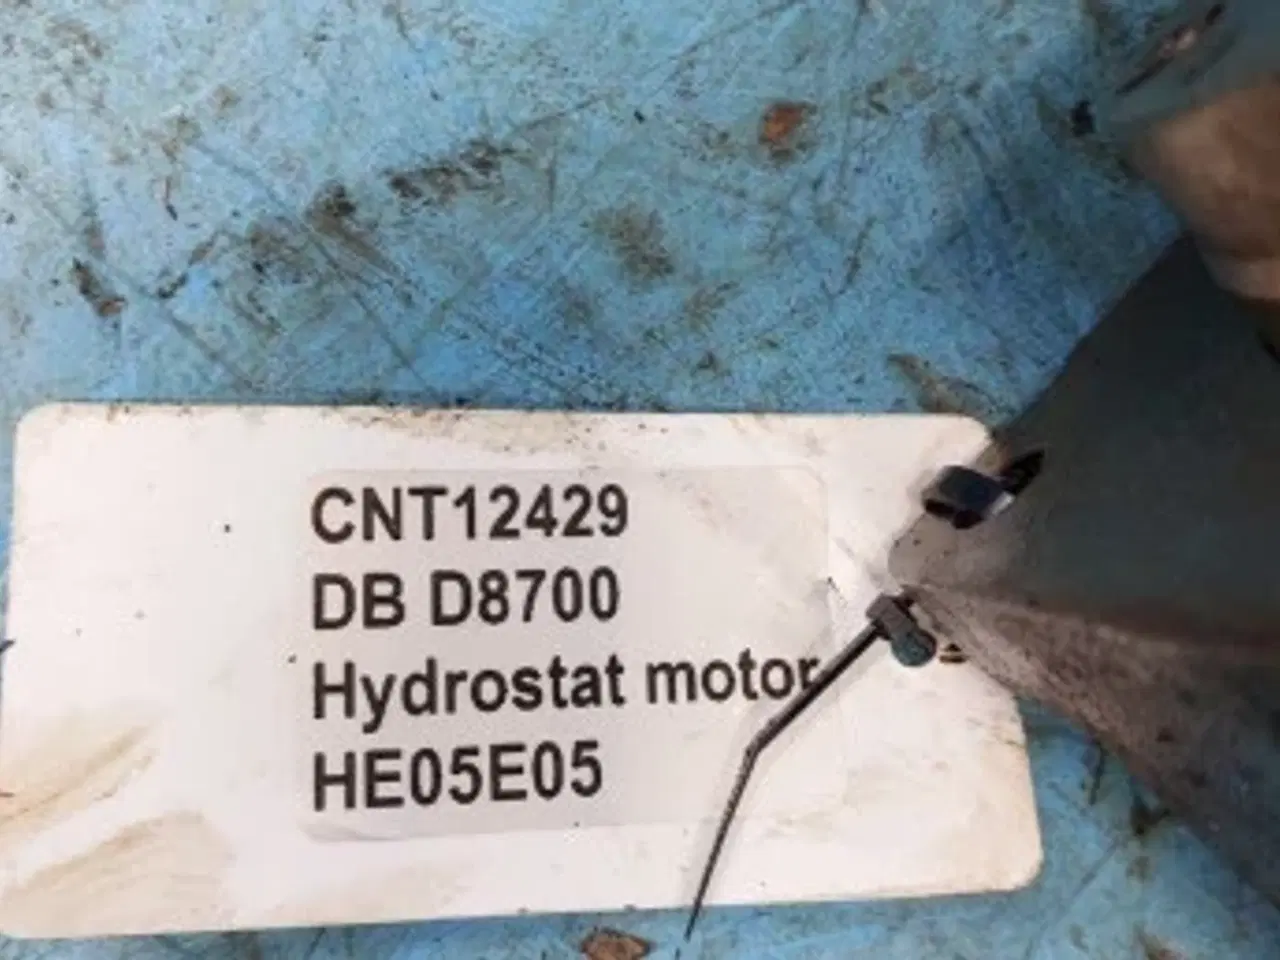 CNT12429
DB D8700
Hydrostat motor
HE05E05